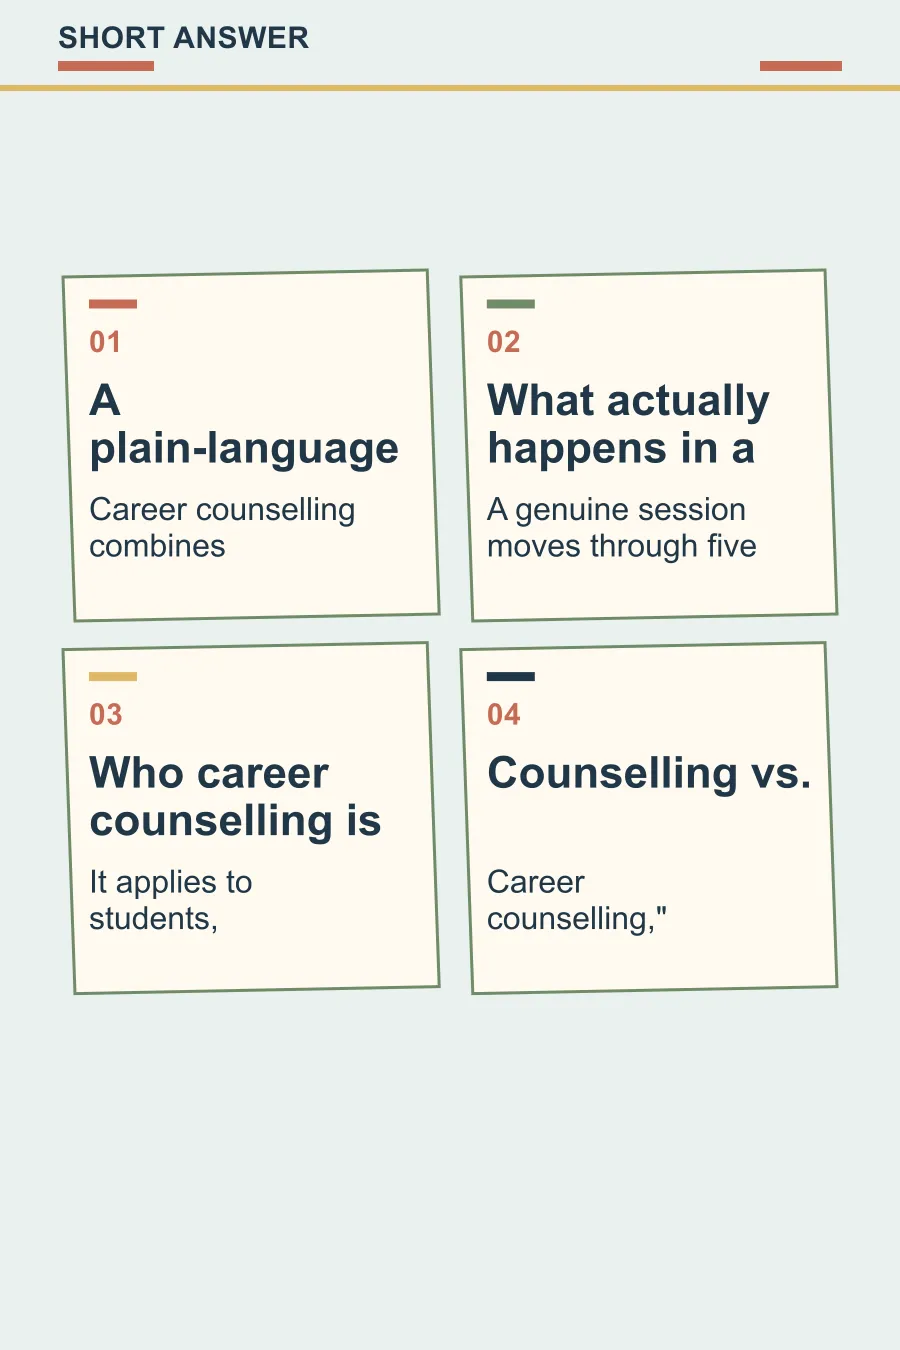 SHORT ANSWER
01
A
plain-language
Career counselling
combines
02
What actually
happens in a
A genuine session
moves through five
03
Who career
counselling is
It applies to
students,
04
Counselling vs.
Career
counselling,"